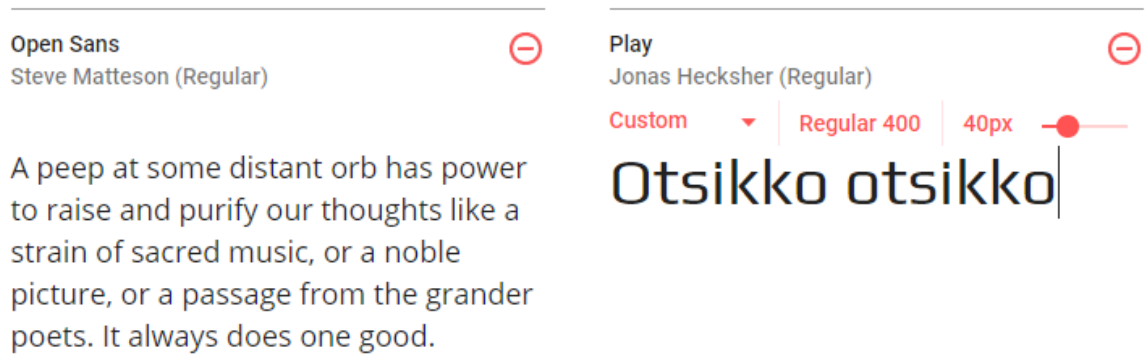 Open Sans
Steve Matteson (Regular)
A peep at some distant orb has power
to raise and purify our thoughts like a
strain of sacred music, or a noble
picture, or a passage from the grander
poets. It always does one good.
Play
Jonas Hecksher (Regular)
Custom Regular 400 40px
Otsikko otsikko